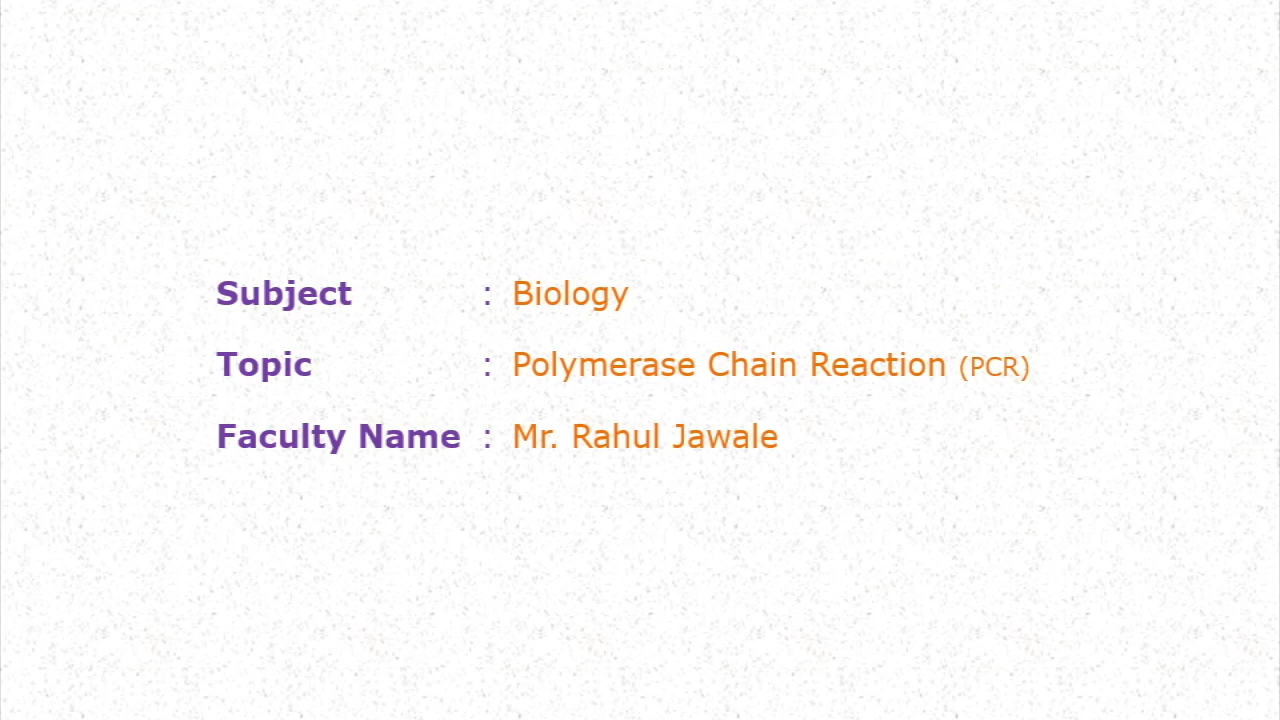 Subject : Biology
Topic : Polymerase Chain Reaction (PCR)
Faculty Name : Mr. Rahul Jawale